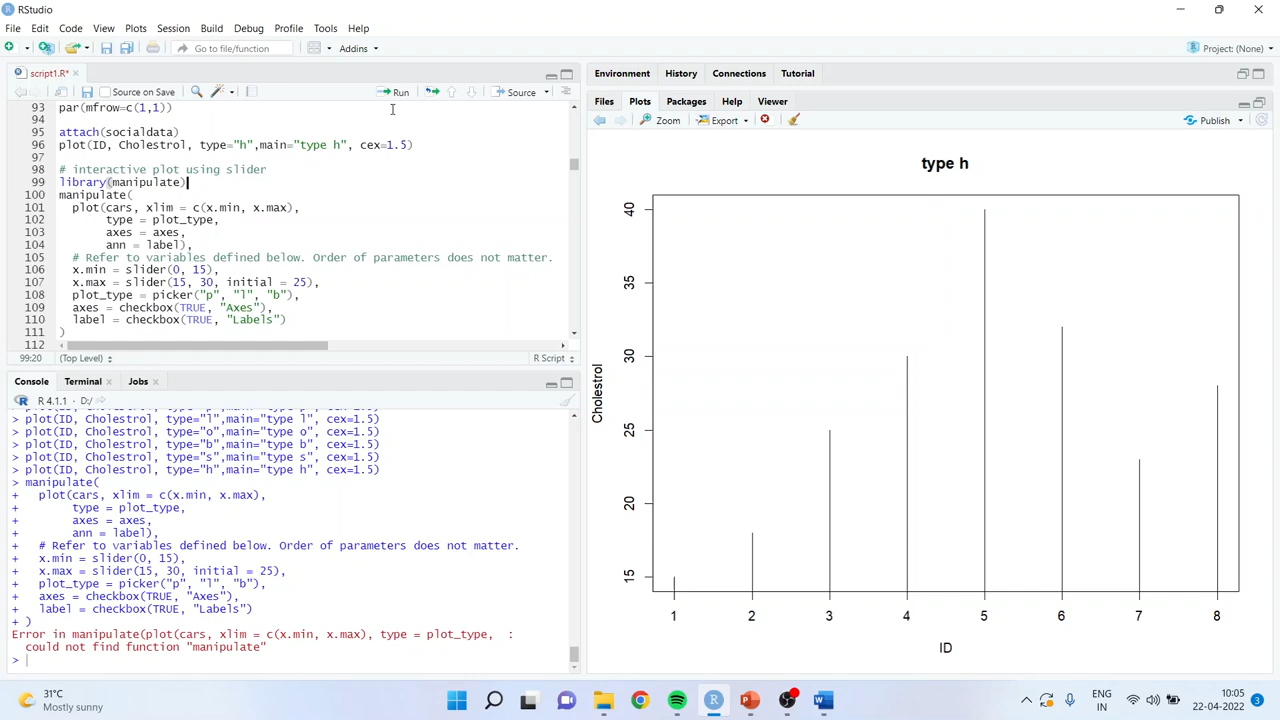 RStudio
File Edit Code View Plots Session Build Debug Profile Tools Help
Go to file/function Addins Project: (None)
script1.R*
Source on Save Run Source
93 par(mfrow=c(1,1))
94
95 attach(socialdata)
96 plot(ID, Cholestrol, type="h",main="type h", cex=1.5)
97
98 # interactive plot using slider
99 library(manipulate)
100 manipulate(
101 plot(cars, xlim = c(x.min, x.max),
102 type = plot_type,
103 axes = axes,
104 ann = label),
105 # Refer to variables defined below. Order of parameters does not matter.
106 x.min = slider(0, 15),
107 x.max = slider(15, 30, initial = 25),
108 plot_type = picker("p", "l", "b"),
109 axes = checkbox(TRUE, "Axes"),
110 label = checkbox(TRUE, "Labels")
111 )
112
99:20 (Top Level) R Script
Console Terminal Jobs
R 4.1.1 · D:/
> plot(ID, Cholestrol, type="l",main="type l", cex=1.5)
> plot(ID, Cholestrol, type="o",main="type o", cex=1.5)
> plot(ID, Cholestrol, type="b",main="type b", cex=1.5)
> plot(ID, Cholestrol, type="s",main="type s", cex=1.5)
> plot(ID, Cholestrol, type="h",main="type h", cex=1.5)
> manipulate(
+ plot(cars, xlim = c(x.min, x.max),
+ type = plot_type,
+ axes = axes,
+ ann = label),
+ # Refer to variables defined below. Order of parameters does not matter.
+ x.min = slider(0, 15),
+ x.max = slider(15, 30, initial = 25),
+ plot_type = picker("p", "l", "b"),
+ axes = checkbox(TRUE, "Axes"),
+ label = checkbox(TRUE, "Labels")
+ )
Error in manipulate(plot(cars, xlim = c(x.min, x.max), type = plot_type, :
could not find function "manipulate"
>
Environment History Connections Tutorial
Files Plots Packages Help Viewer
Zoom Export Publish
type h
40
35
30
25
20
15
Cholestrol
1 2 3 4 5 6 7 8
ID
31°C
Mostly sunny
ENG
IN
10:05
22-04-2022
3